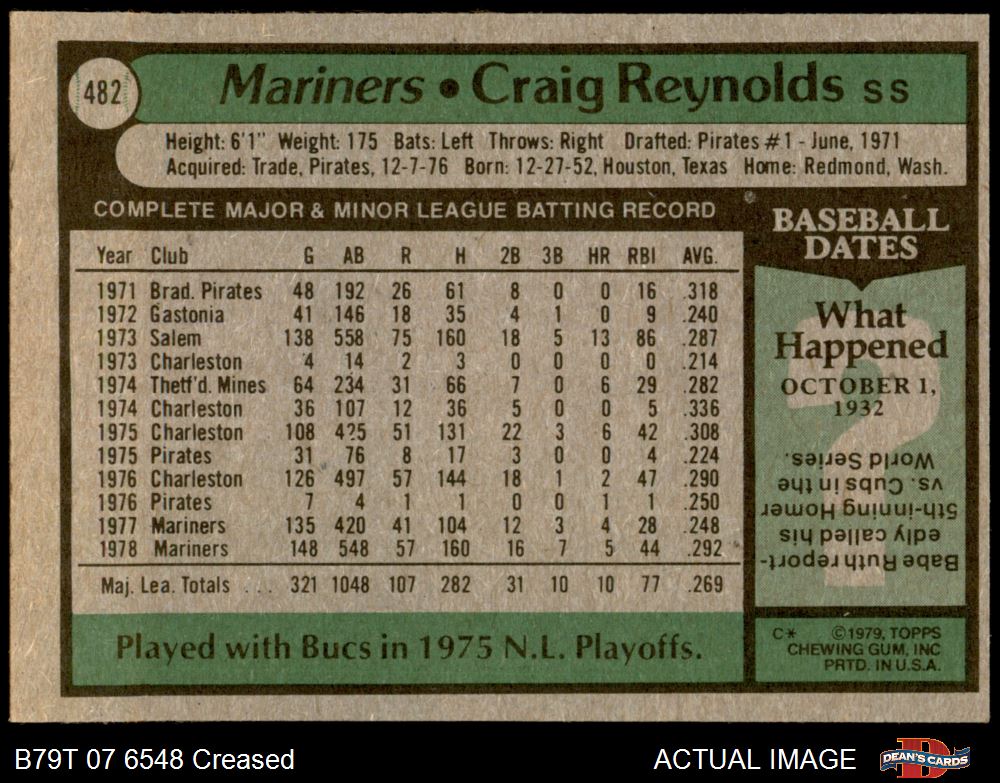 482
Mariners • Craig Reynolds SS
Height: 6'1" Weight: 175 Bats: Left Throws: Right Drafted: Pirates #1 - June, 1971
Acquired: Trade, Pirates, 12-7-76 Born: 12-27-52, Houston, Texas Home: Redmond, Wash.
COMPLETE MAJOR & MINOR LEAGUE BATTING RECORD
Year Club G AB R H 2B 3B HR RBI AVG.
1971 Brad. Pirates 48 192 26 61 8 0 0 16 .318
1972 Gastonia 41 146 18 35 4 1 0 9 .240
1973 Salem 138 558 75 160 18 5 13 86 .287
1973 Charleston 4 14 2 3 0 0 0 0 .214
1974 Thetf'd. Mines 64 234 31 66 7 0 6 29 .282
1974 Charleston 36 107 12 36 5 0 0 5 .336
1975 Charleston 108 425 51 131 22 3 6 42 .308
1975 Pirates 31 76 8 17 3 0 0 4 .224
1976 Charleston 126 497 57 144 18 1 2 47 .290
1976 Pirates 7 4 1 1 0 0 1 1 .250
1977 Mariners 135 420 41 104 12 3 4 28 .248
1978 Mariners 148 548 57 160 16 7 5 44 .292
Maj. Lea. Totals . . . 321 1048 107 282 31 10 10 77 .269
Played with Bucs in 1975 N.L. Playoffs.
BASEBALL
DATES
What
Happened
OCTOBER 1,
1932
Babe Ruth report-
edly called his
5th-inning Homer
vs. Cubs in the
World Series.
C* ©1979, TOPPS
CHEWING GUM, INC
PRTD. IN U.S.A.
B79T 07 6548 Creased
ACTUAL IMAGE
DEAN'S CARDS